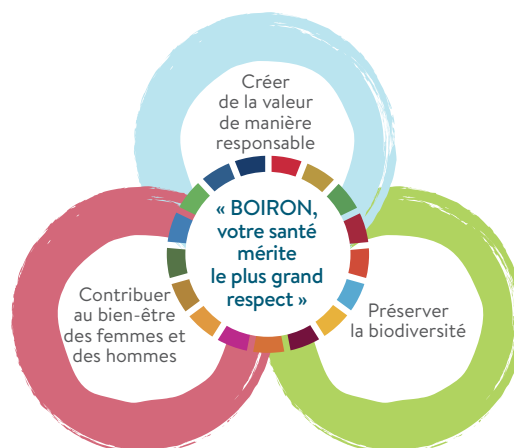 Créer
de la valeur
de manière
responsable
« BOIRON,
votre santé
mérite
le plus grand
respect »
Contribuer
au bien-être
des femmes et
des hommes
Préserver
la biodiversité